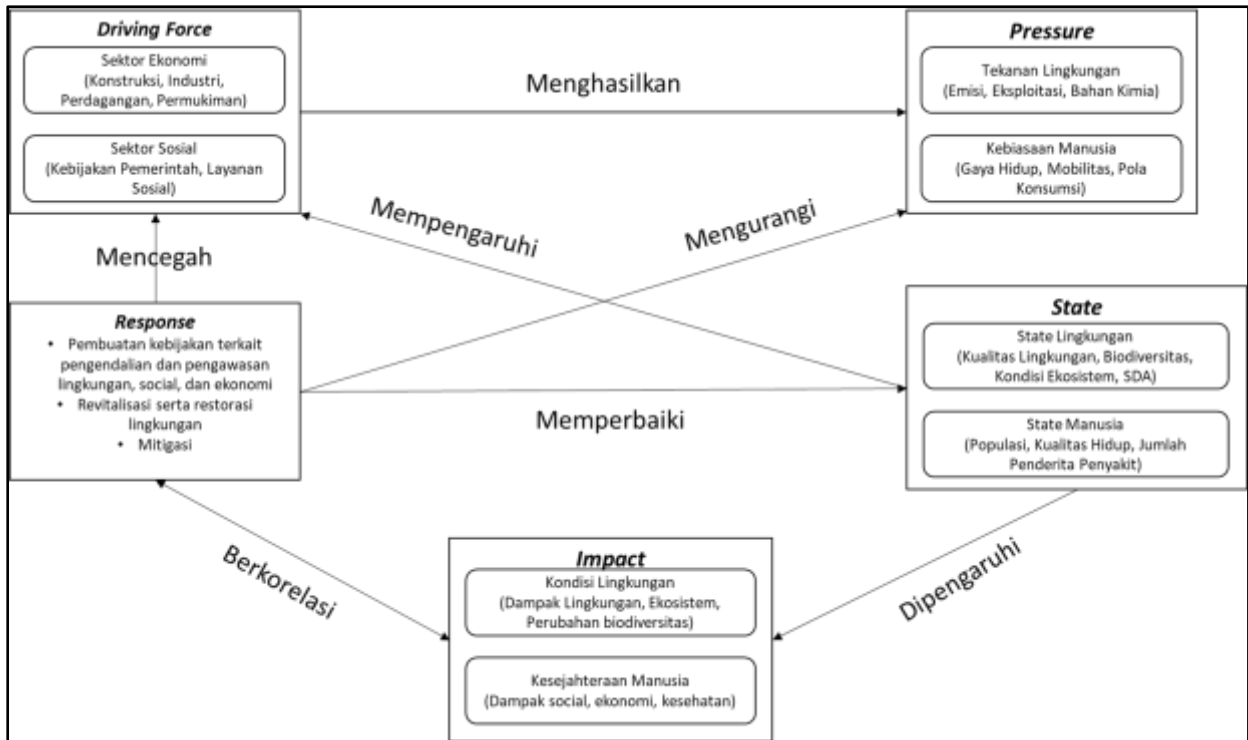 Driving Force
Sektor Ekonomi
(Konstruksi, Industri,
Perdagangan, Permukiman)
Sektor Sosial
(Kebijakan Pemerintah, Layanan
Sosial)
Menghasilkan
Pressure
Tekanan Lingkungan
(Emisi, Eksploitasi, Bahan Kimia)
Kebiasaan Manusia
(Gaya Hidup, Mobilitas, Pola
Konsumsi)
Mencegah
Mempengaruhi
Mengurangi
Response
• Pembuatan kebijakan terkait
pengendalian dan pengawasan
lingkungan, social, dan ekonomi
• Revitalisasi serta restorasi
lingkungan
• Mitigasi
Memperbaiki
State
State Lingkungan
(Kualitas Lingkungan, Biodiversitas,
Kondisi Ekosistem, SDA)
State Manusia
(Populasi, Kualitas Hidup, Jumlah
Penderita Penyakit)
Berkorelasi
Dipengaruhi
Impact
Kondisi Lingkungan
(Dampak Lingkungan, Ekosistem,
Perubahan biodiversitas)
Kesejahteraan Manusia
(Dampak social, ekonomi, kesehatan)